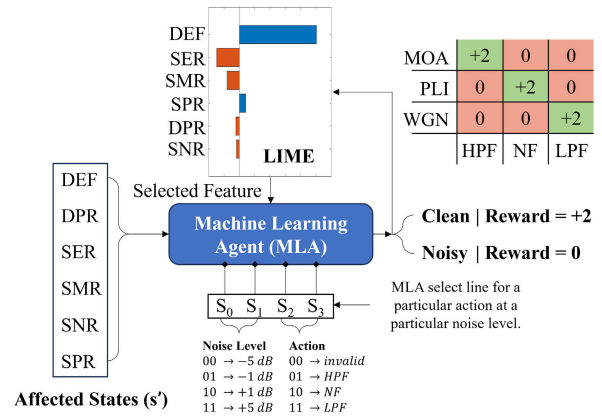 DEF
SER
SMR
SPR
DPR
SNR
LIME
MOA +2 0 0
PLI 0 +2 0
WGN 0 0 +2
HPF NF LPF
Selected Feature
DEF
DPR
SER
SMR
SNR
SPR
Affected States (s′)
Machine Learning
Agent (MLA)
Clean | Reward = +2
Noisy | Reward = 0
S0 S1 S2 S3
MLA select line for a
particular action at a
particular noise level.
Noise Level Action
00 → −5 dB 00 → invalid
01 → −1 dB 01 → HPF
10 → +1 dB 10 → NF
11 → +5 dB 11 → LPF